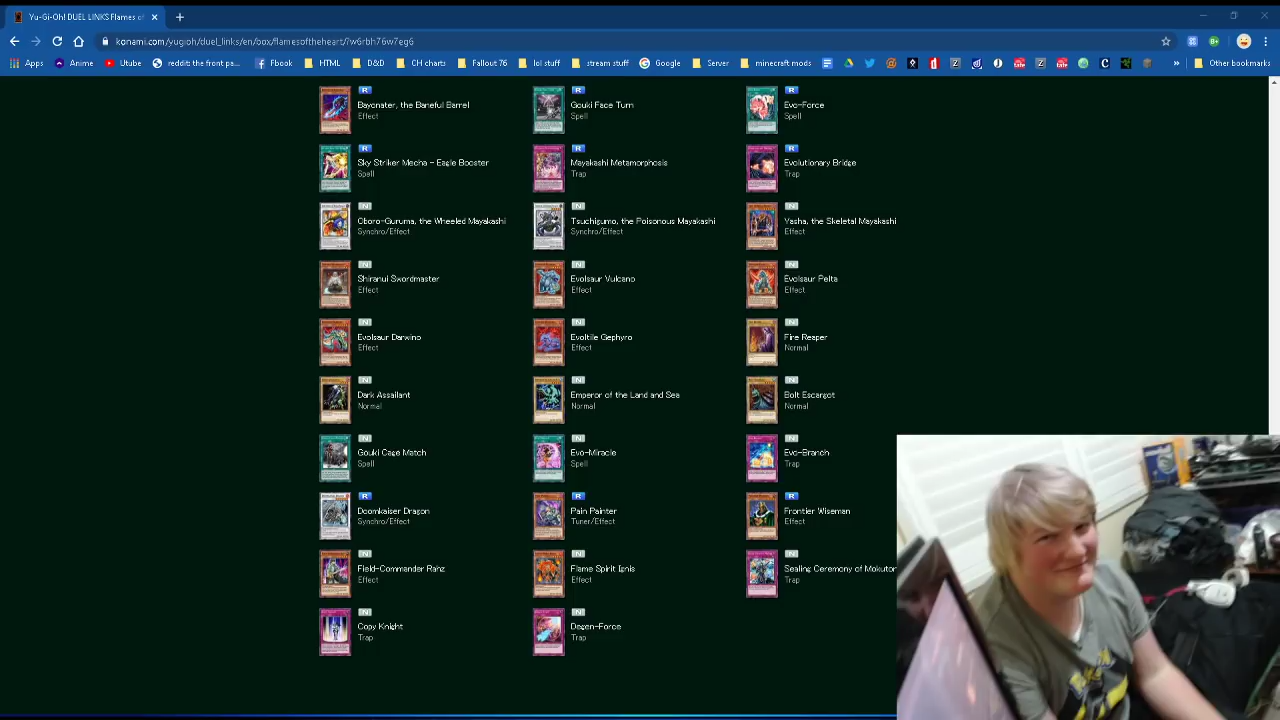 Yu-Gi-Oh! DUEL LINKS Flames of
konami.com/yugioh/duel_links/en/box/flamesoftheheart/?w6rbh76w7eg6
Apps Anime Utube reddit: the front pa... Fbook HTML D&D CH charts Fallout 76 lol stuff stream stuff Google Server minecraft mods » Other bookmarks
R R R
Bayonater, the Baneful Barrel Gouki Face Turn Evo-Force
Effect Spell Spell
R R R
Sky Striker Mecha - Eagle Booster Mayakashi Metamorphosis Evolutionary Bridge
Spell Trap Trap
N N N
Oboro-Guruma, the Wheeled Mayakashi Tsuchigumo, the Poisonous Mayakashi Yasha, the Skeletal Mayakashi
Synchro/Effect Synchro/Effect Effect
N N N
Shiranui Swordmaster Evolsaur Vulcano Evolsaur Pelta
Effect Effect Effect
N N N
Evolsaur Darwino Evoltile Gephyro Fire Reaper
Effect Effect Normal
N N N
Dark Assailant Emperor of the Land and Sea Bolt Escargot
Normal Normal Normal
N N N
Gouki Cage Match Evo-Miracle Evo-Branch
Spell Spell Trap
R R R
Doomkaiser Dragon Pain Painter Frontier Wiseman
Synchro/Effect Tuner/Effect Effect
N N N
Field-Commander Rahz Flame Spirit Ignis Sealing Ceremony of Mokuton
Effect Effect Trap
N N
Copy Knight Degen-Force
Trap Trap